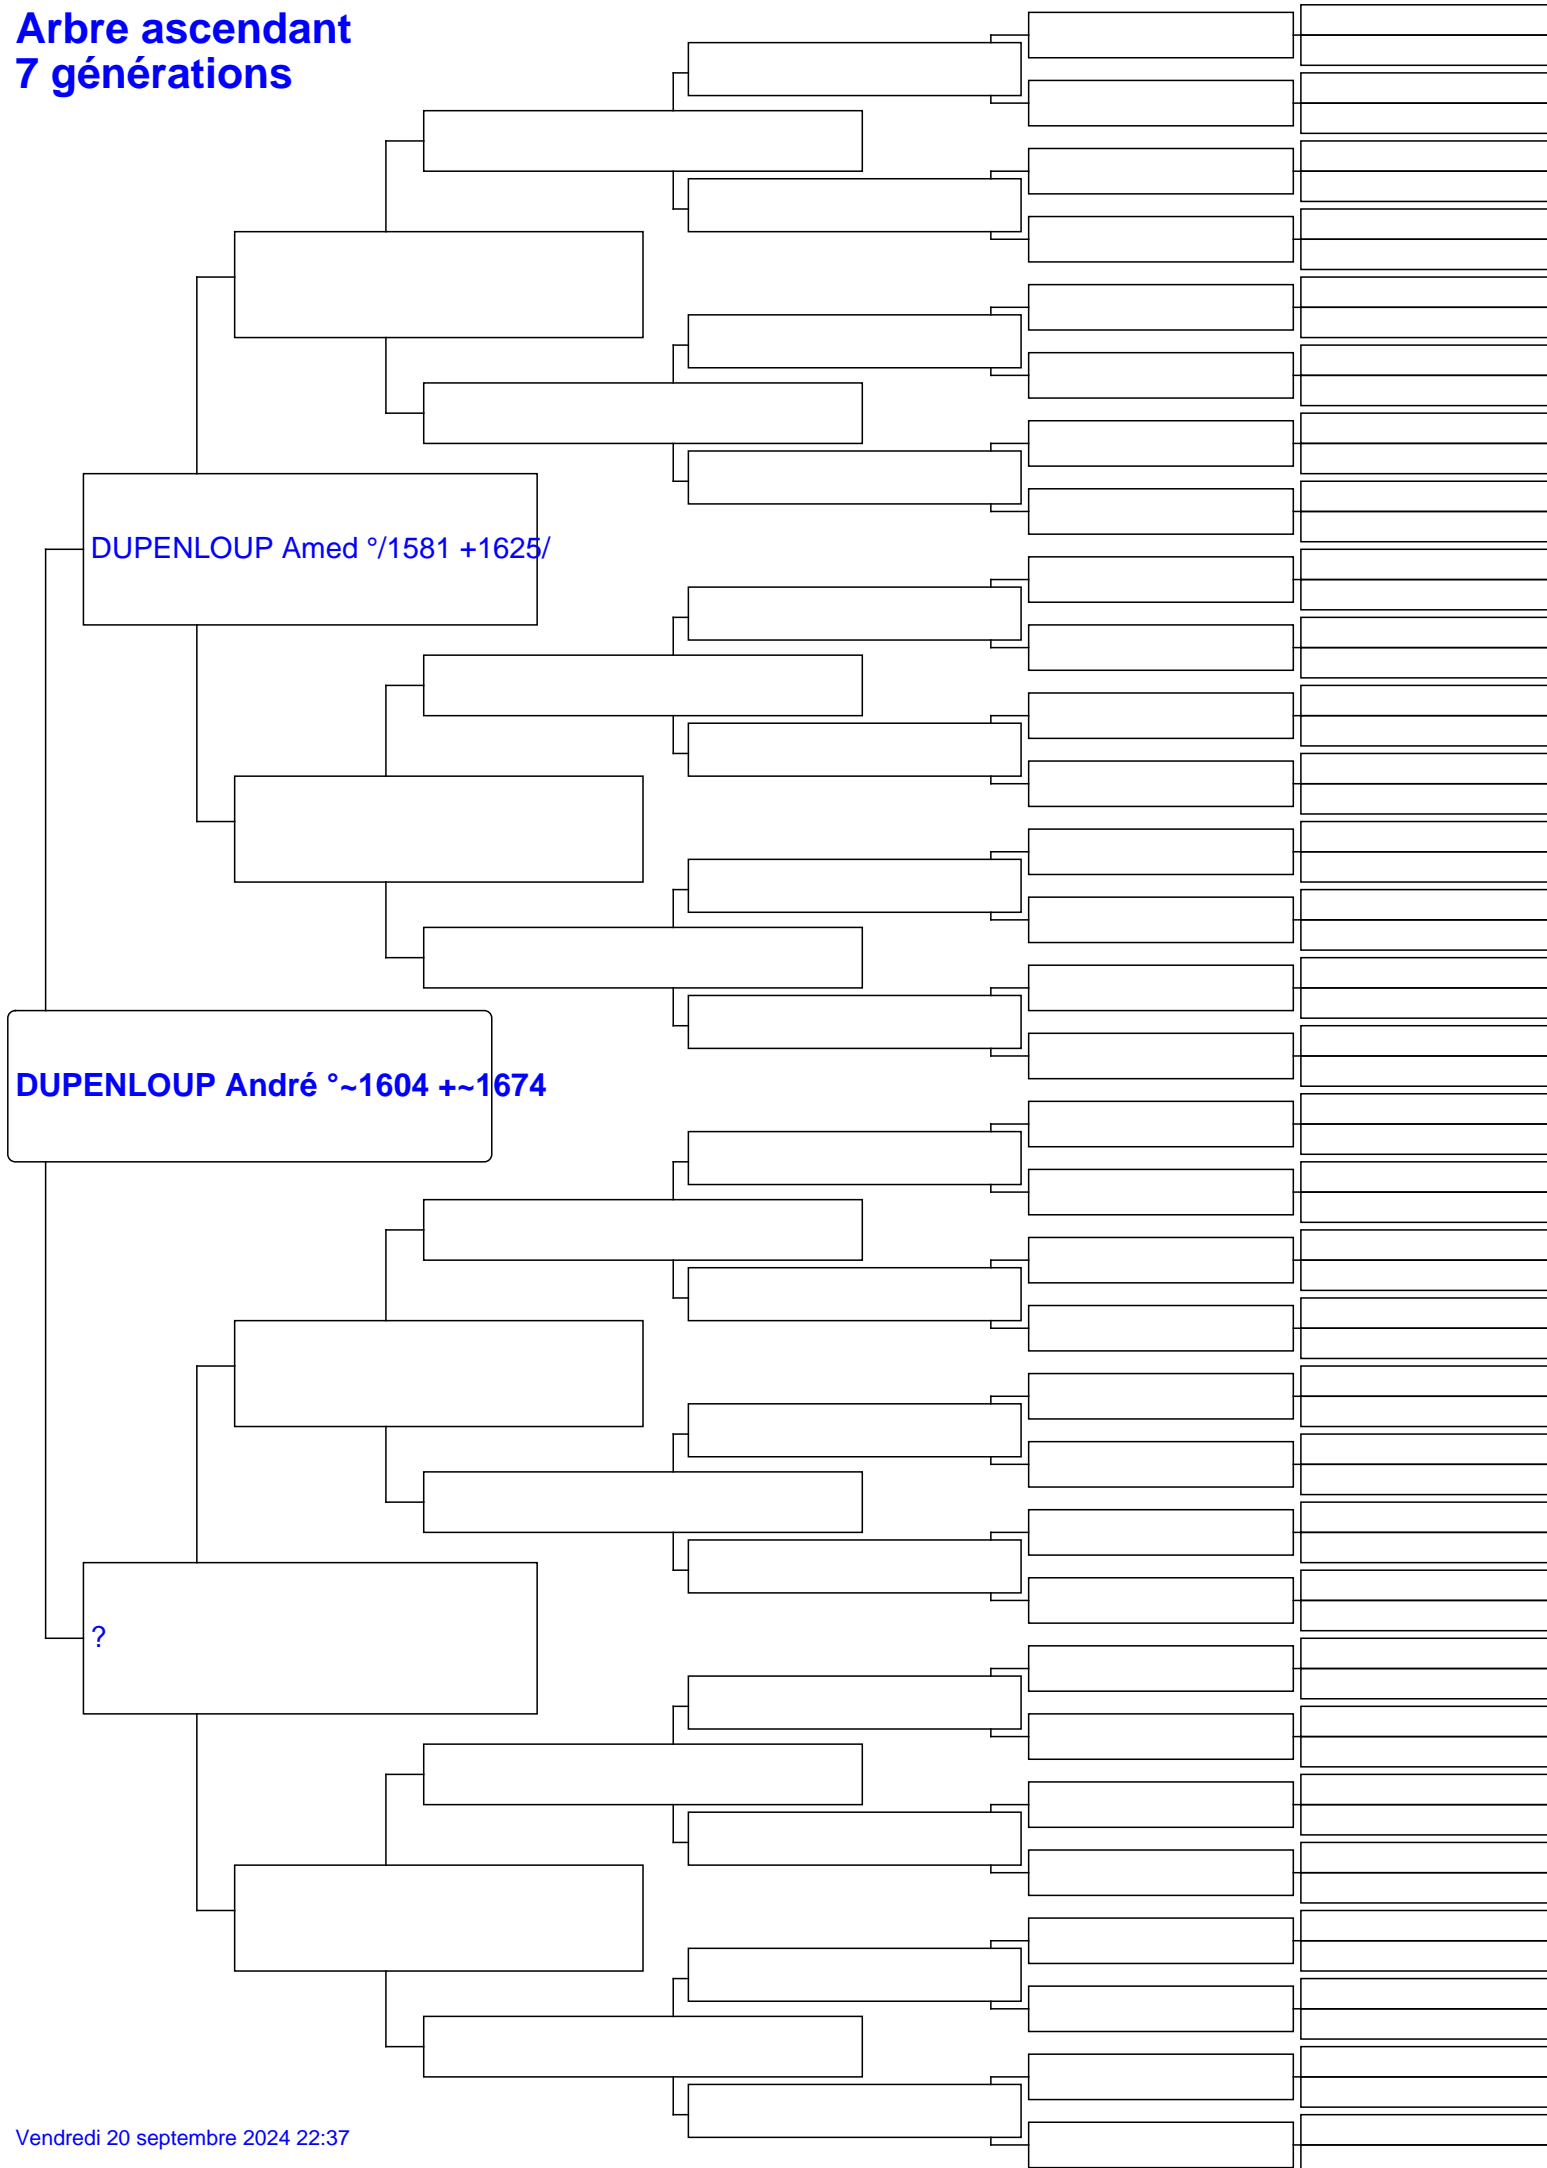 Arbre ascendant
7 générations
DUPENLOUP Amed °/1581 +1625/
DUPENLOUP André °~1604 +~1674
?
Vendredi 20 septembre 2024 22:37